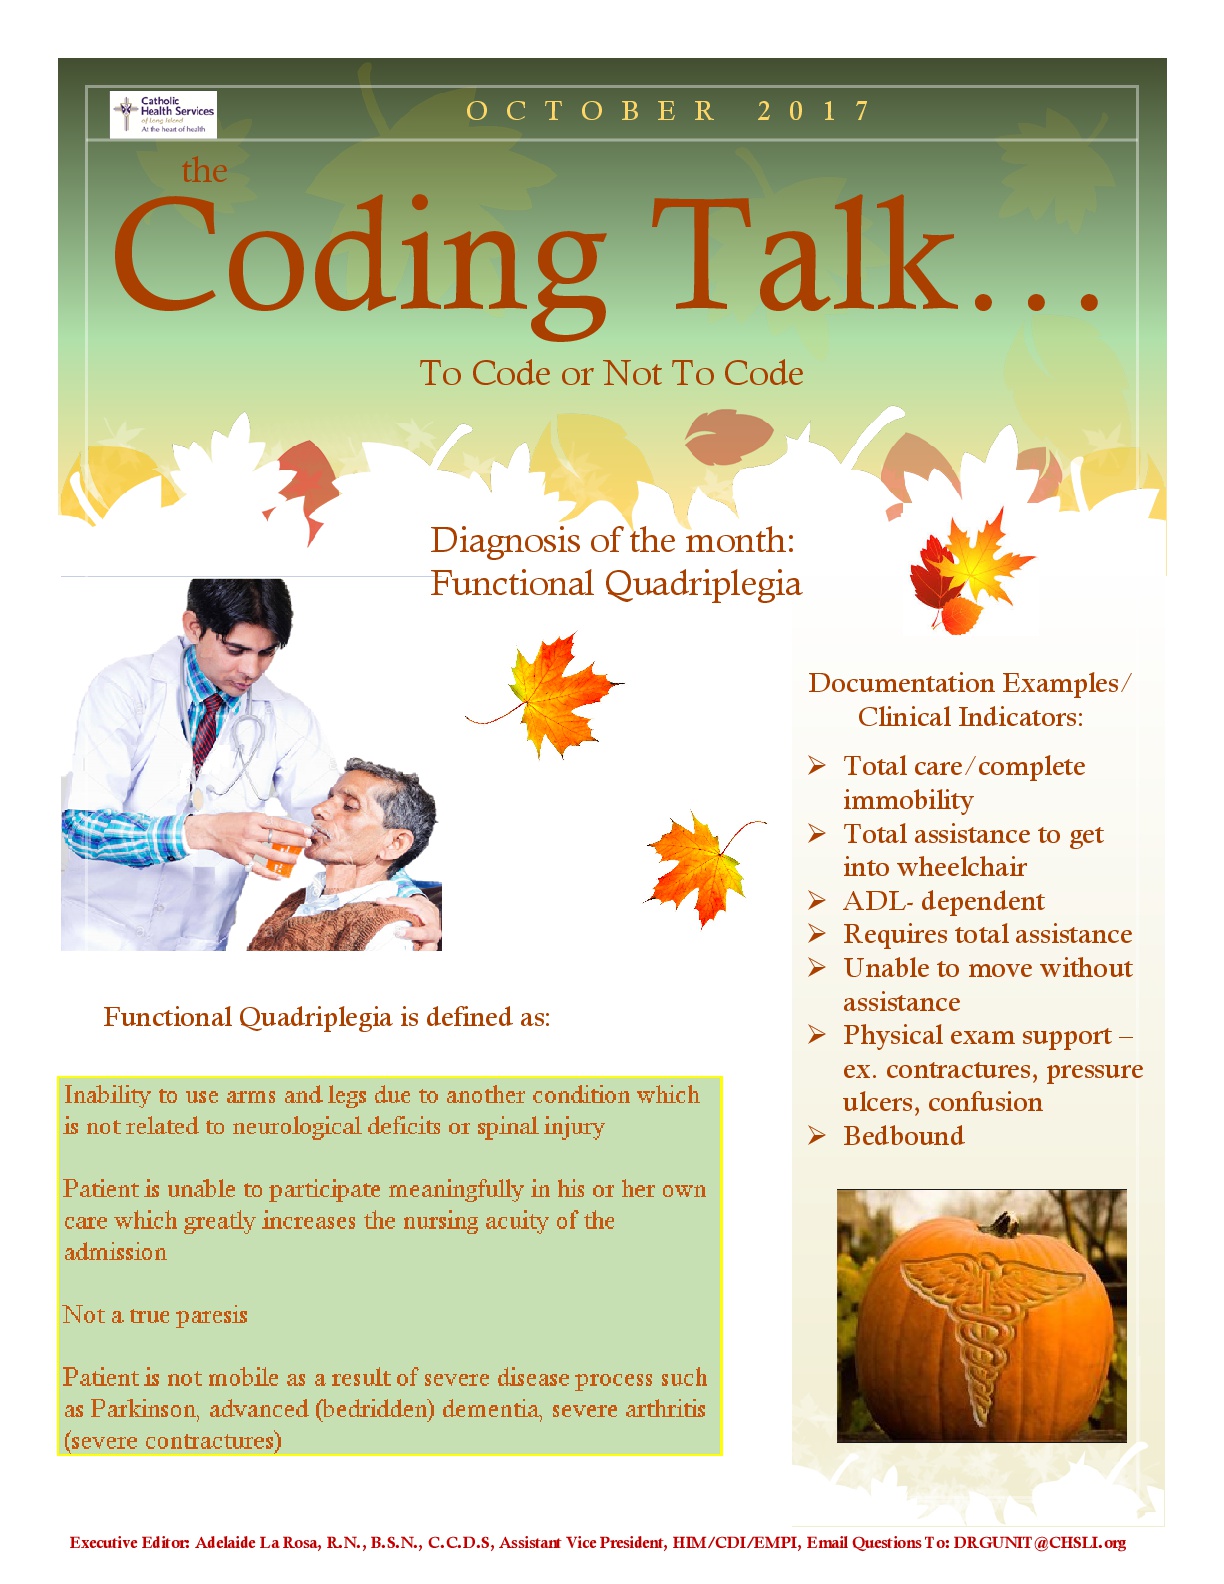 Catholic
Health Services
of Long Island
At the heart of health
OCTOBER 2017
the
Coding Talk...
To Code or Not To Code
Diagnosis of the month:
Functional Quadriplegia
Documentation Examples/
Clinical Indicators:
➢ Total care/complete
immobility
➢ Total assistance to get
into wheelchair
➢ ADL- dependent
➢ Requires total assistance
➢ Unable to move without
assistance
➢ Physical exam support –
ex. contractures, pressure
ulcers, confusion
➢ Bedbound
Functional Quadriplegia is defined as:
Inability to use arms and legs due to another condition which
is not related to neurological deficits or spinal injury
Patient is unable to participate meaningfully in his or her own
care which greatly increases the nursing acuity of the
admission
Not a true paresis
Patient is not mobile as a result of severe disease process such
as Parkinson, advanced (bedridden) dementia, severe arthritis
(severe contractures)
Executive Editor: Adelaide La Rosa, R.N., B.S.N., C.C.D.S, Assistant Vice President, HIM/CDI/EMPI, Email Questions To: DRGUNIT@CHSLI.org